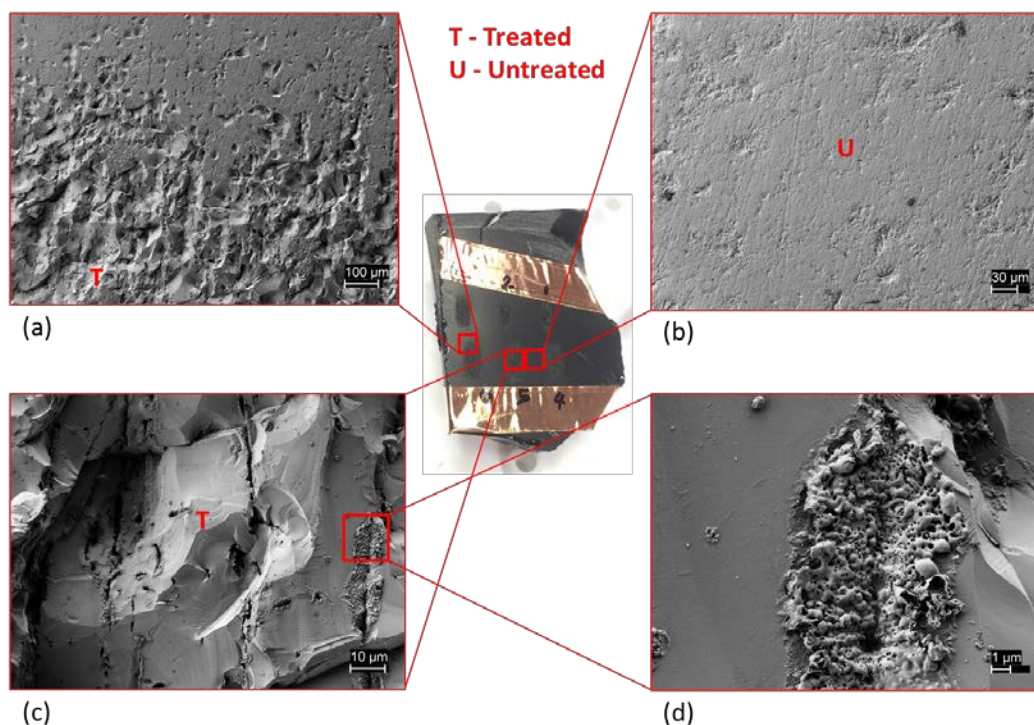 T - Treated
U - Untreated
T
100 µm
(a)
U
30 µm
(b)
2-
1
5
4
T
10 µm
(c)
1 µm
(d)